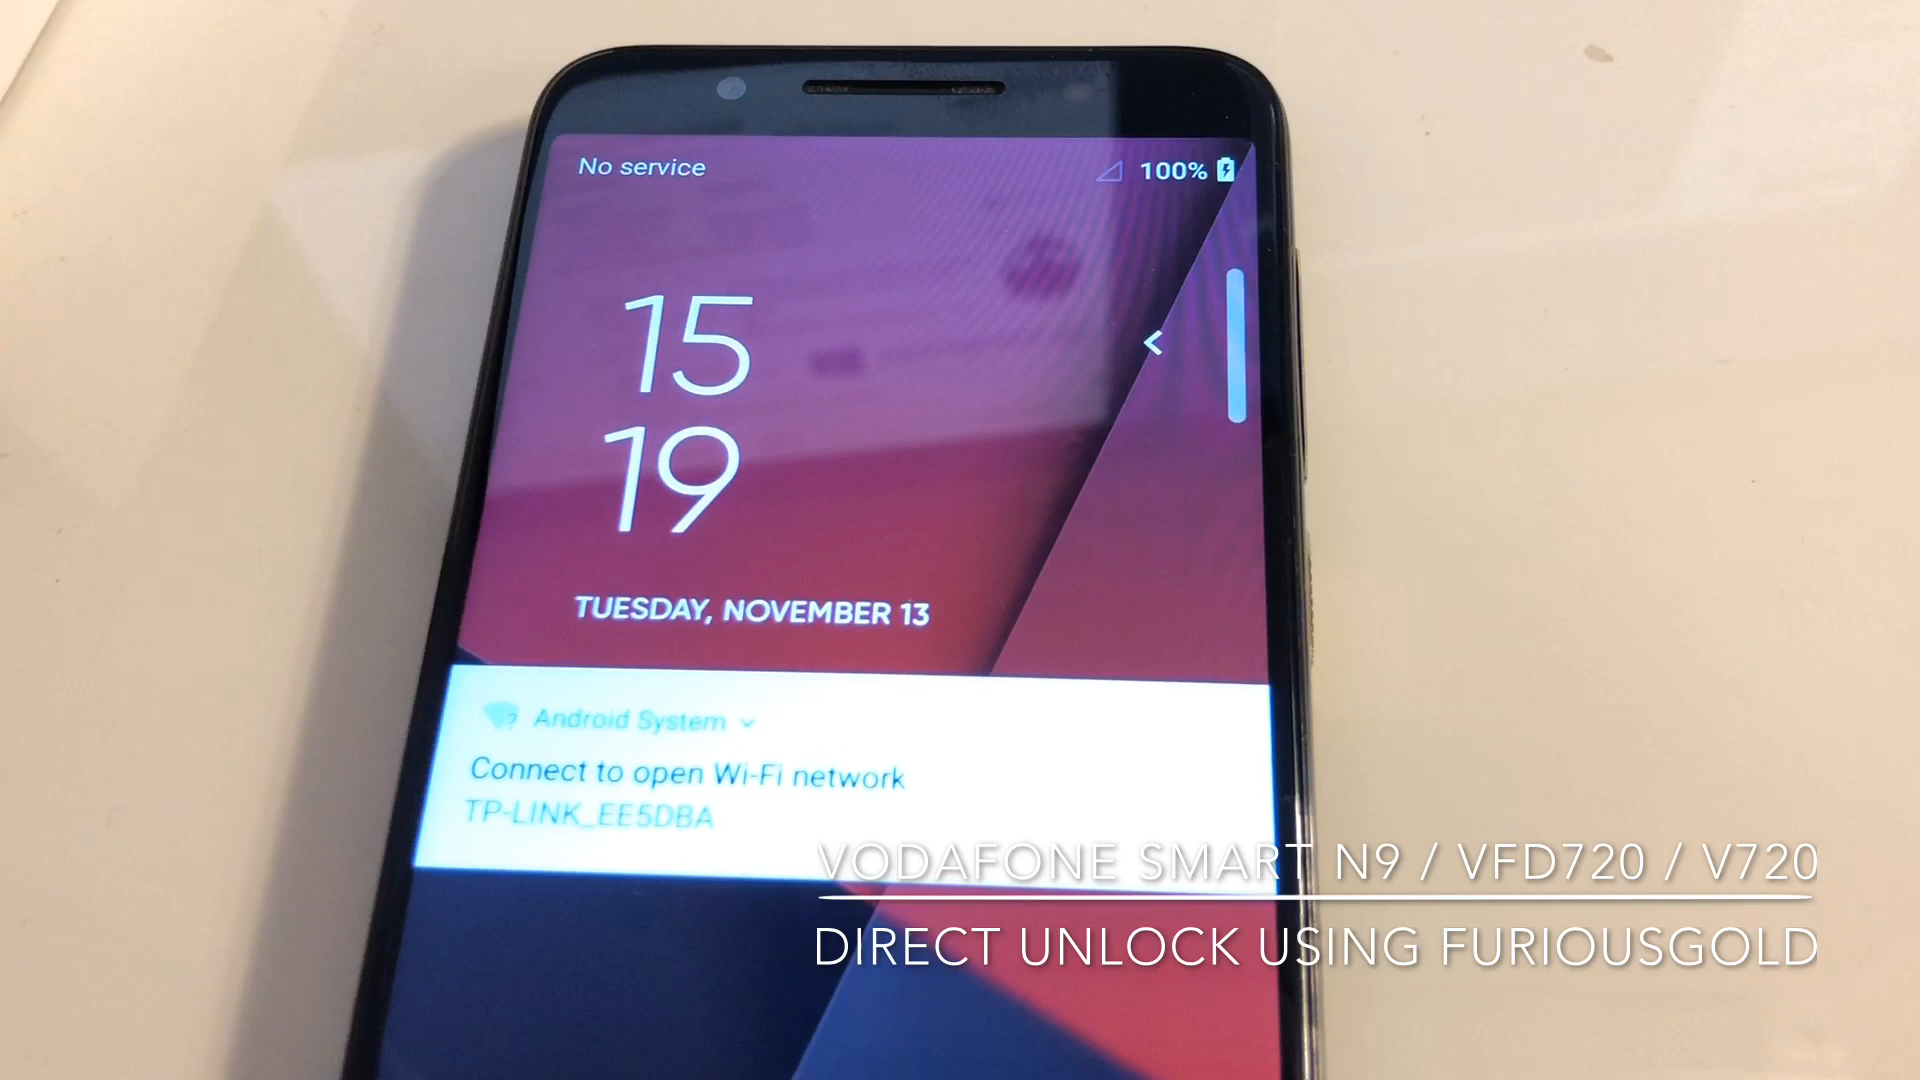 No service
100%
15
19
TUESDAY, NOVEMBER 13
Android System
Connect to open Wi-Fi network
TP-LINK_EE5DBA
VODAFONE SMART N9 / VFD720 / V720
DIRECT UNLOCK USING FURIOUSGOLD